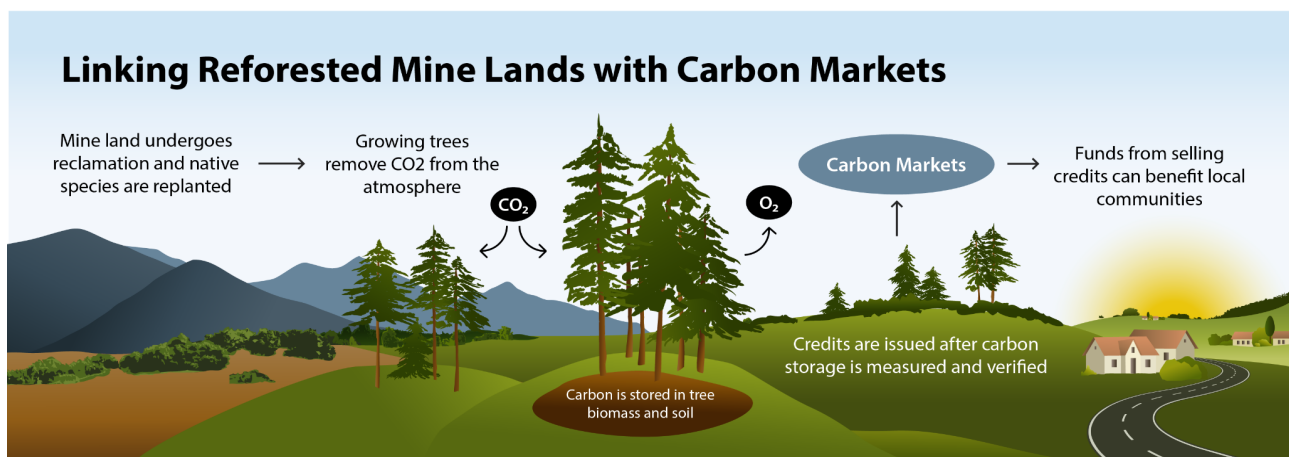 Linking Reforested Mine Lands with Carbon Markets
Mine land undergoes
reclamation and native
species are replanted
Growing trees
remove CO2 from the
atmosphere
CO₂
O₂
Carbon Markets
Funds from selling
credits can benefit local
communities
Credits are issued after carbon
storage is measured and verified
Carbon is stored in tree
biomass and soil